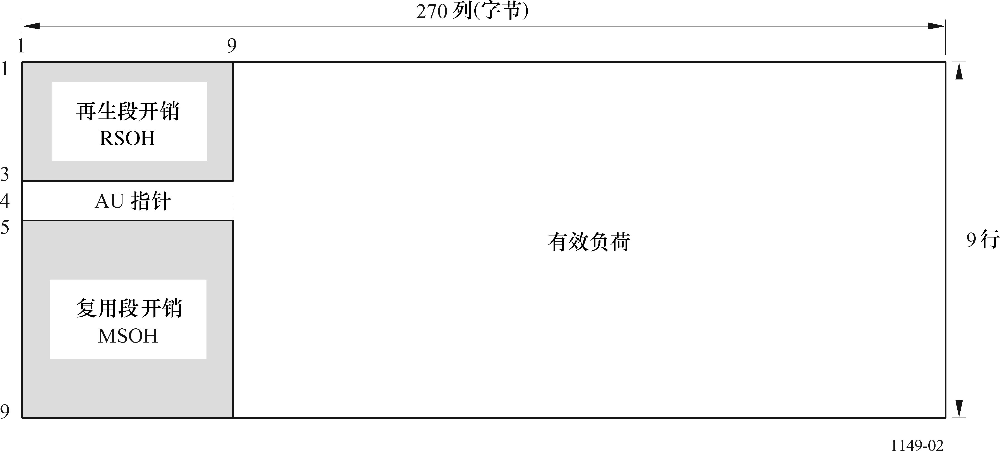 270 列(字节)
1
9
1
再生段开销
RSOH
3
4
AU 指针
5
有效负荷
9 行
复用段开销
MSOH
9
1149-02